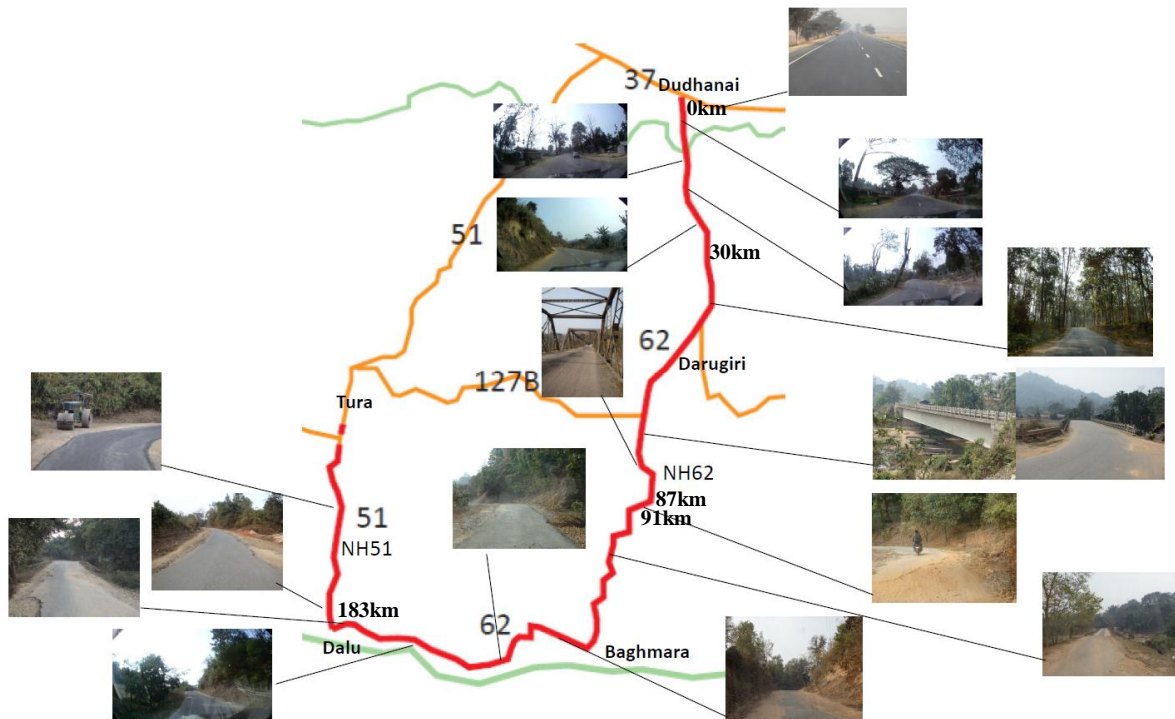 37
Dudhanai
0km
51
30km
62
Darugiri
127B
Tura
NH62
87km
91km
51
NH51
183km
62
Dalu
Baghmara